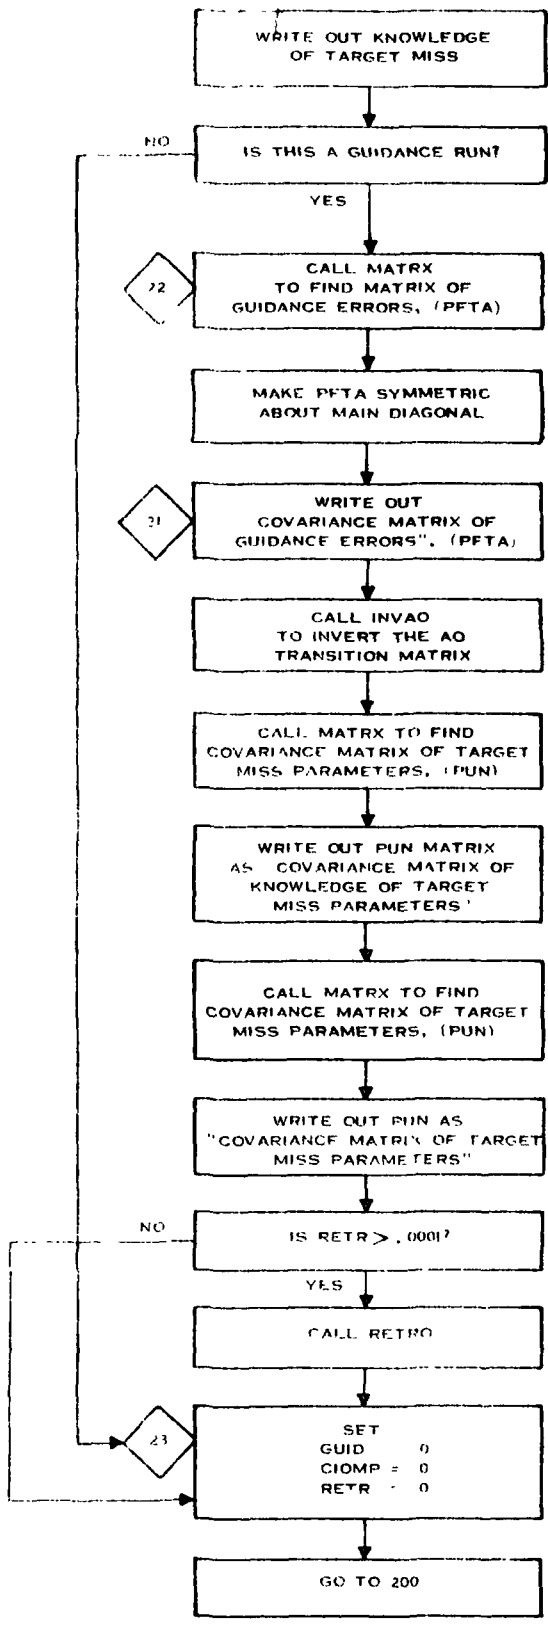 WRITE OUT KNOWLEDGE
OF TARGET MISS
NO
IS THIS A GUIDANCE RUN?
YES
22
CALL MATRX
TO FIND MATRIX OF
GUIDANCE ERRORS, (PFTA)
MAKE PFTA SYMMETRIC
ABOUT MAIN DIAGONAL
21
WRITE OUT
COVARIANCE MATRIX OF
GUIDANCE ERRORS", (PFTA)
CALL INVAO
TO INVERT THE AO
TRANSITION MATRIX
CALL MATRX TO FIND
COVARIANCE MATRIX OF TARGET
MISS PARAMETERS, (PUN)
WRITE OUT PUN MATRIX
AS COVARIANCE MATRIX OF
KNOWLEDGE OF TARGET
MISS PARAMETERS"
CALL MATRX TO FIND
COVARIANCE MATRIX OF TARGET
MISS PARAMETERS, (PUN)
WRITE OUT PUN AS
"COVARIANCE MATRIX OF TARGET
MISS PARAMETERS"
NO
IS RETR > .0001?
YES
CALL RETRO
23
SET
GUID 0
CIOMP = 0
RETR - 0
GO TO 200